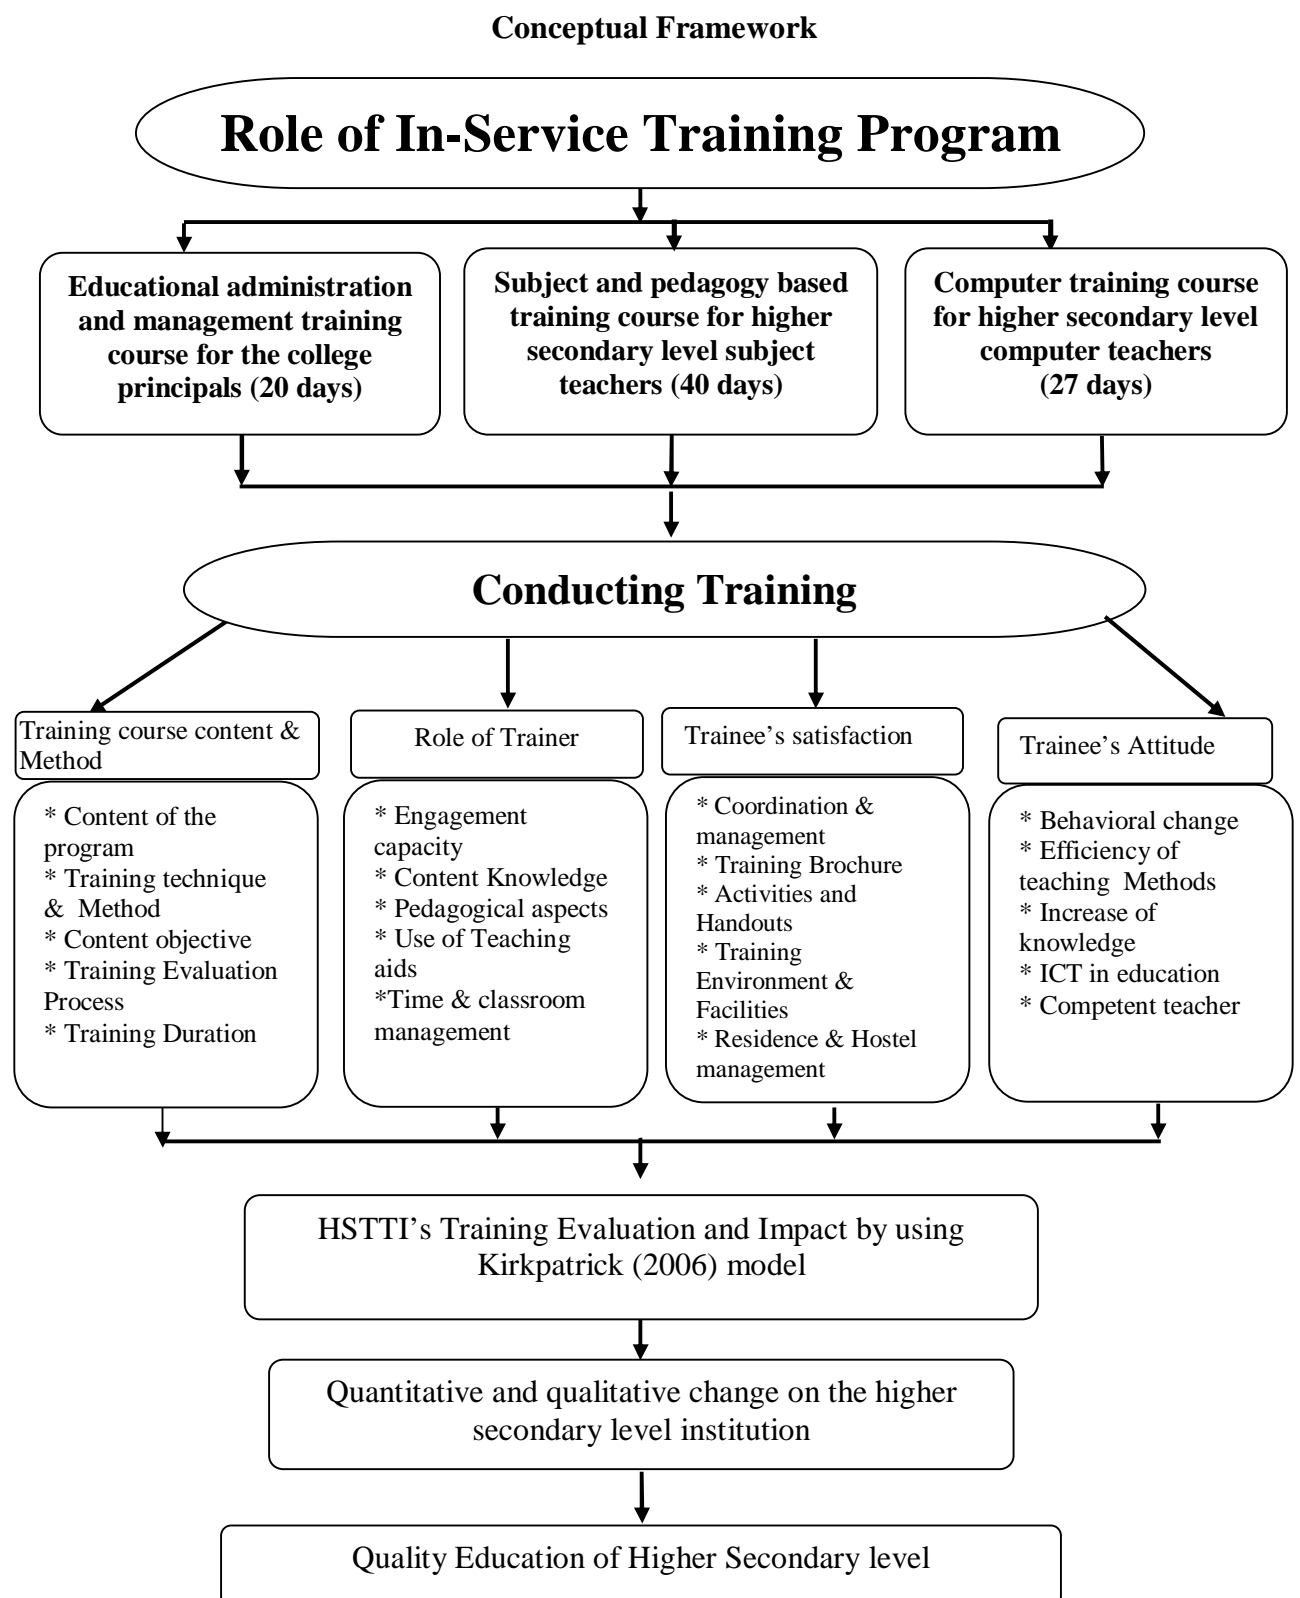 Conceptual Framework
Role of In-Service Training Program
Educational administration
and management training
course for the college
principals (20 days)
Subject and pedagogy based
training course for higher
secondary level subject
teachers (40 days)
Computer training course
for higher secondary level
computer teachers
(27 days)
Conducting Training
Training course content &
Method
* Content of the
program
* Training technique
& Method
* Content objective
* Training Evaluation
Process
* Training Duration
Role of Trainer
* Engagement
capacity
* Content Knowledge
* Pedagogical aspects
* Use of Teaching
aids
*Time & classroom
management
Trainee’s satisfaction
* Coordination &
management
* Training Brochure
* Activities and
Handouts
* Training
Environment &
Facilities
* Residence & Hostel
management
Trainee’s Attitude
* Behavioral change
* Efficiency of
teaching Methods
* Increase of
knowledge
* ICT in education
* Competent teacher
HSTTI’s Training Evaluation and Impact by using
Kirkpatrick (2006) model
Quantitative and qualitative change on the higher
secondary level institution
Quality Education of Higher Secondary level